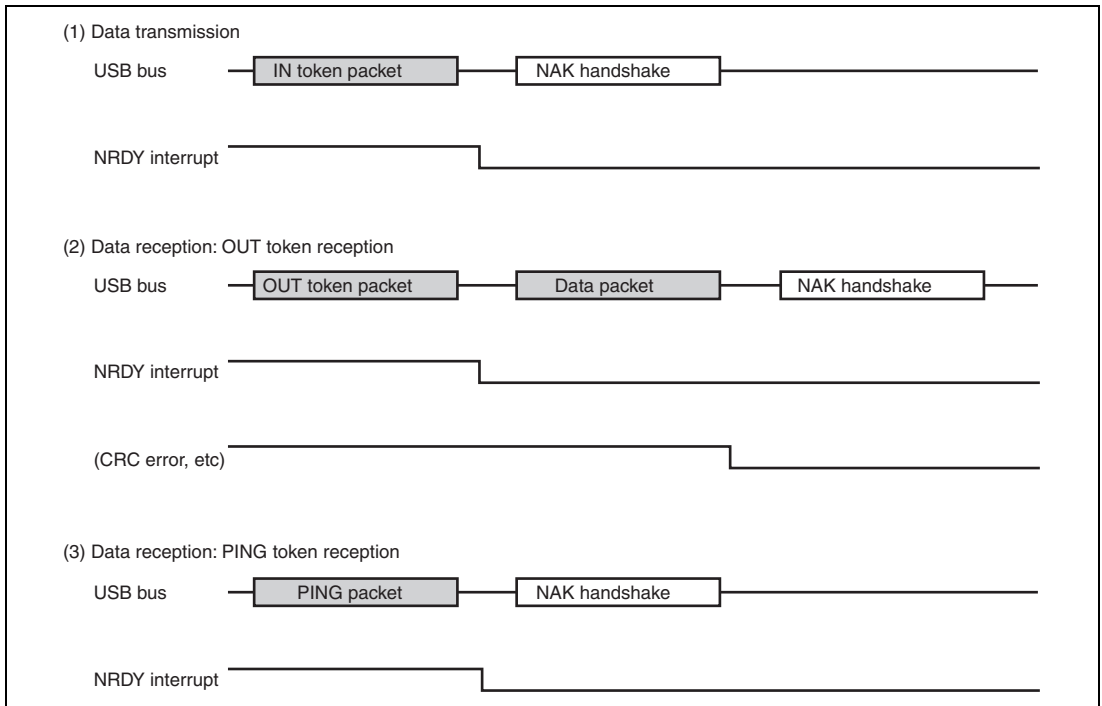 (1) Data transmission
USB bus
IN token packet
NAK handshake
NRDY interrupt
(2) Data reception: OUT token reception
USB bus
OUT token packet
Data packet
NAK handshake
NRDY interrupt
(CRC error, etc)
(3) Data reception: PING token reception
USB bus
PING packet
NAK handshake
NRDY interrupt